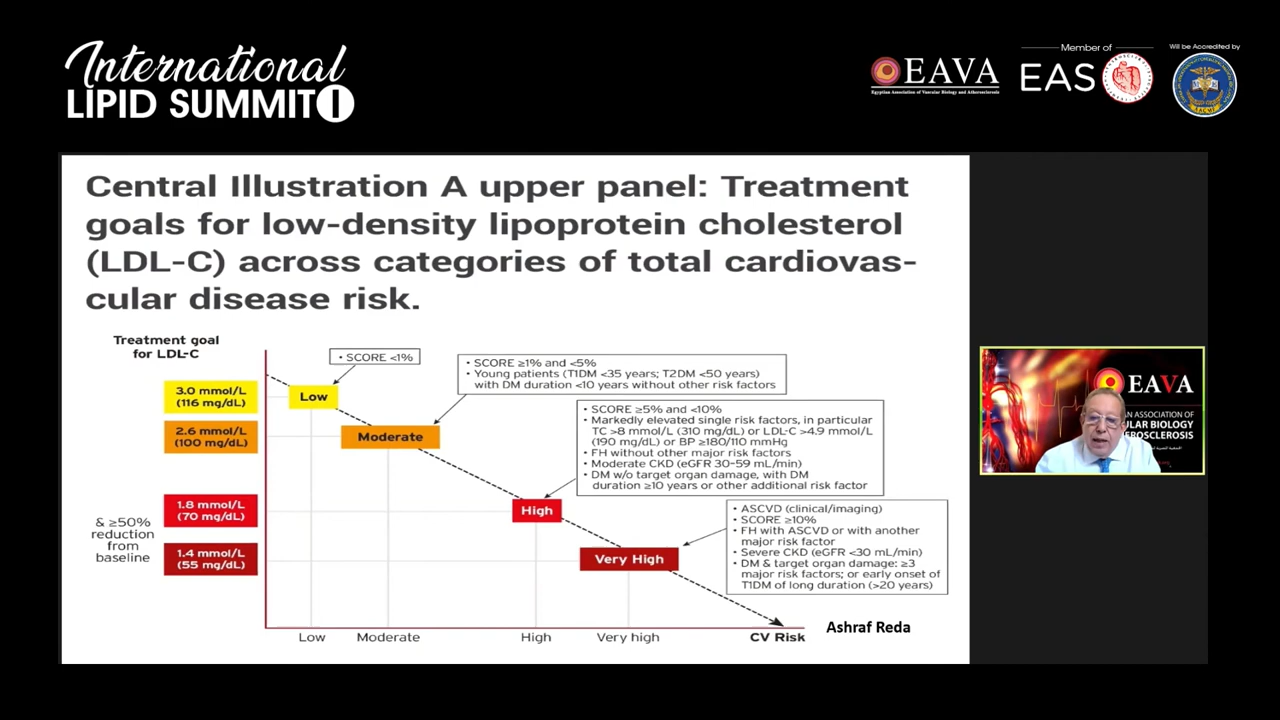 International
LIPID SUMMIT I
EAVA
Egyptian Association of Vascular Biology and Atherosclerosis
Member of
EAS
Will be Accredited by
Central Illustration A upper panel: Treatment
goals for low-density lipoprotein cholesterol
(LDL-C) across categories of total cardiovas-
cular disease risk.
Treatment goal
for LDL-C
3.0 mmol/L
(116 mg/dL)
2.6 mmol/L
(100 mg/dL)
1.8 mmol/L
(70 mg/dL)
1.4 mmol/L
(55 mg/dL)
& ≥50%
reduction
from
baseline
Low
• SCORE <1%
Moderate
• SCORE ≥1% and <5%
• Young patients (T1DM <35 years; T2DM <50 years)
with DM duration <10 years without other risk factors
High
• SCORE ≥5% and <10%
• Markedly elevated single risk factors, in particular
TC >8 mmol/L (310 mg/dL) or LDL-C >4.9 mmol/L
(190 mg/dL) or BP ≥180/110 mmHg
• FH without other major risk factors
• Moderate CKD (eGFR 30-59 mL/min)
• DM w/o target organ damage, with DM
duration ≥10 years or other additional risk factor
Very High
• ASCVD (clinical/imaging)
• SCORE ≥10%
• FH with ASCVD or with another
major risk factor
• Severe CKD (eGFR <30 mL/min)
• DM & target organ damage: ≥3
major risk factors; or early onset of
T1DM of long duration (>20 years)
Low Moderate High Very high CV Risk
Ashraf Reda
EAVA
AN ASSOCIATION OF
ULAR BIOLOGY
EROSCLEROSIS